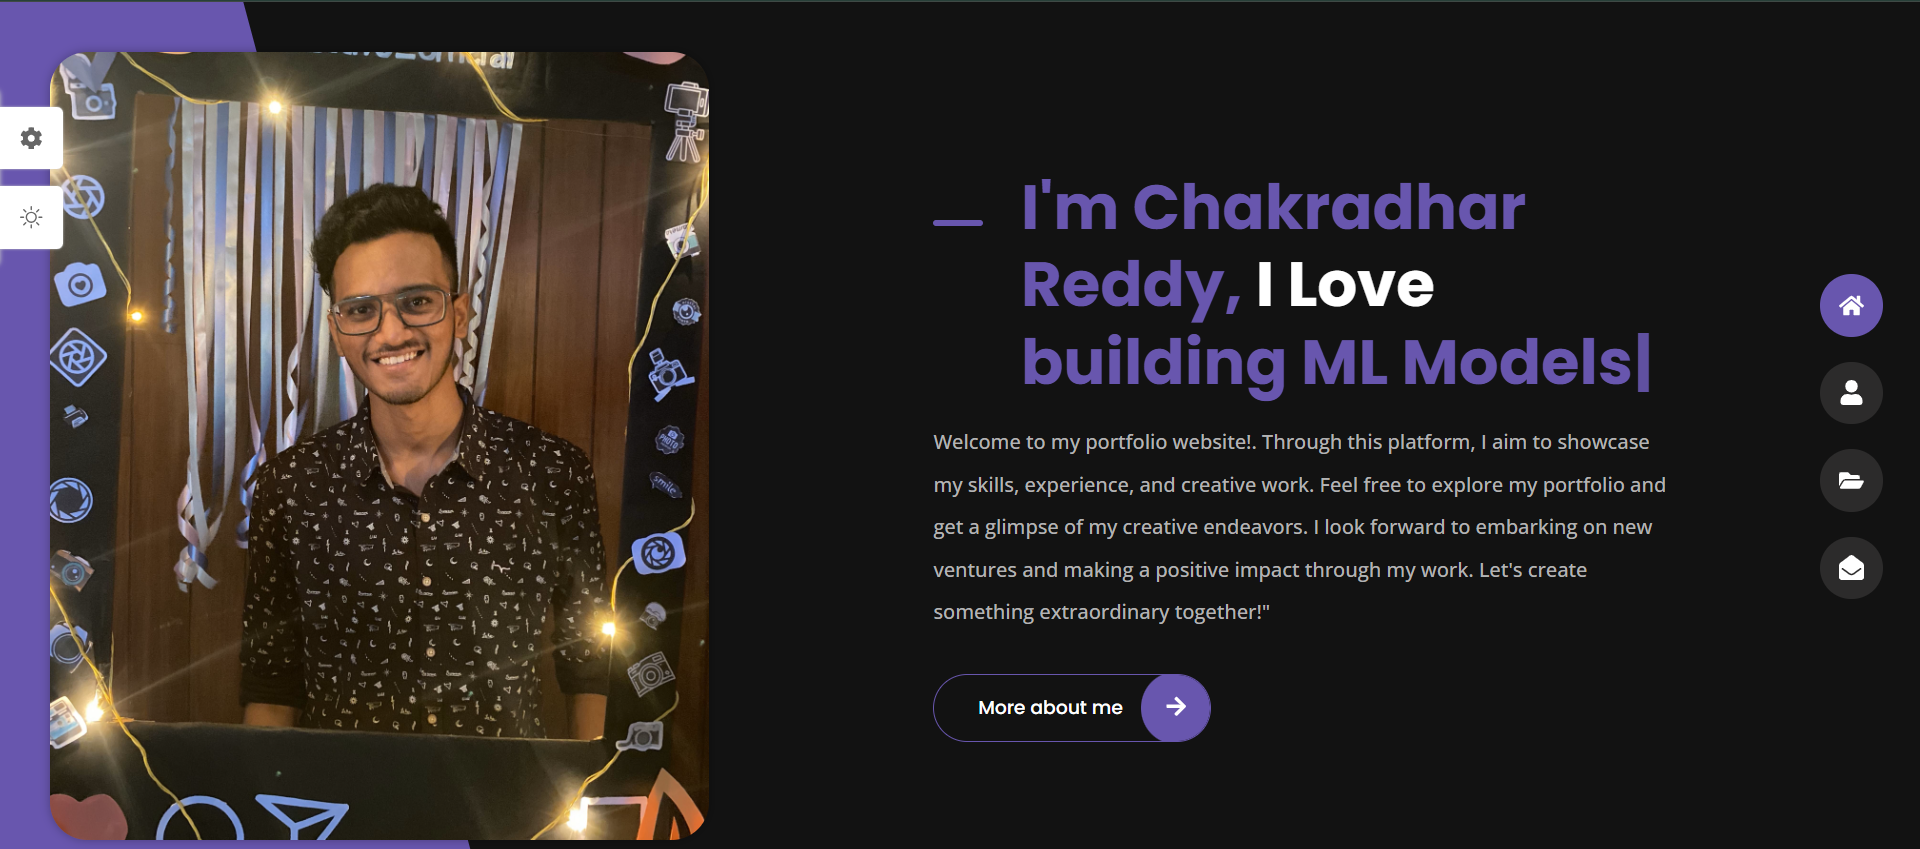 I'm Chakradhar
Reddy, I Love
building ML Models|
Welcome to my portfolio website!. Through this platform, I aim to showcase
my skills, experience, and creative work. Feel free to explore my portfolio and
get a glimpse of my creative endeavors. I look forward to embarking on new
ventures and making a positive impact through my work. Let's create
something extraordinary together!"
More about me
PHOTO
smile